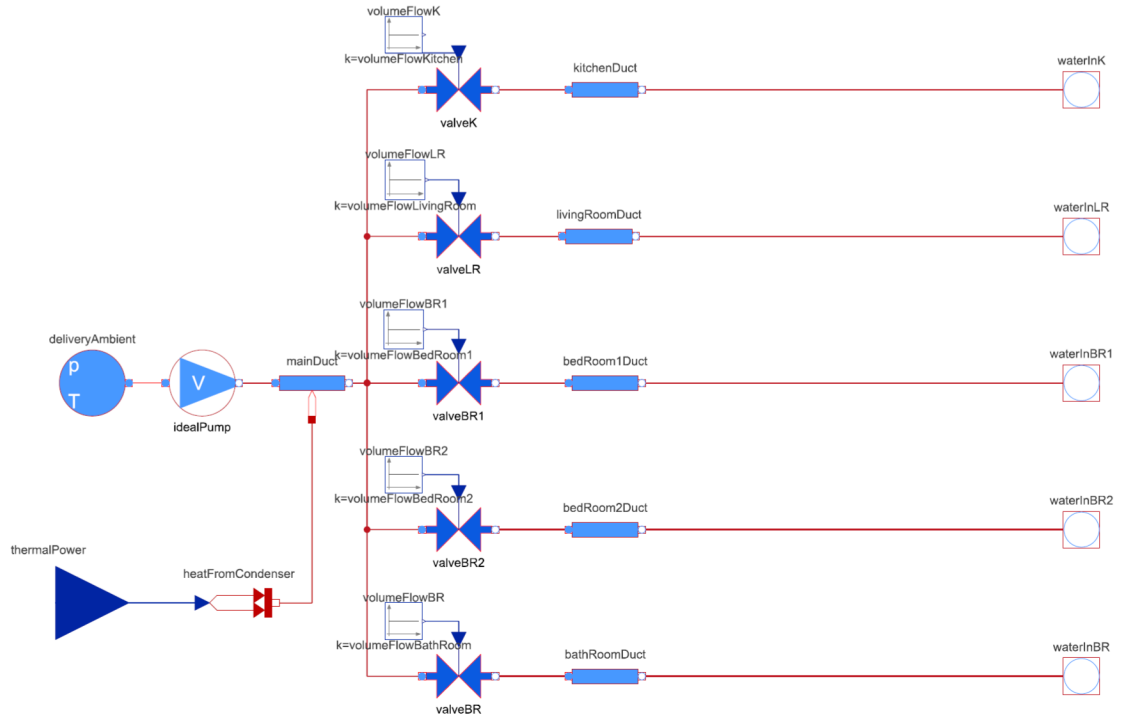 volumeFlowK
k=volumeFlowKitchen
valveK
kitchenDuct
waterInK
volumeFlowLR
k=volumeFlowLivingRoom
valveLR
livingRoomDuct
waterInLR
volumeFlowBR1
k=volumeFlowBedRoom1
valveBR1
bedRoom1Duct
waterInBR1
deliveryAmbient
p
T
V
idealPump
mainDuct
volumeFlowBR2
k=volumeFlowBedRoom2
valveBR2
bedRoom2Duct
waterInBR2
thermalPower
heatFromCondenser
volumeFlowBR
k=volumeFlowBathRoom
valveBR
bathRoomDuct
waterInBR